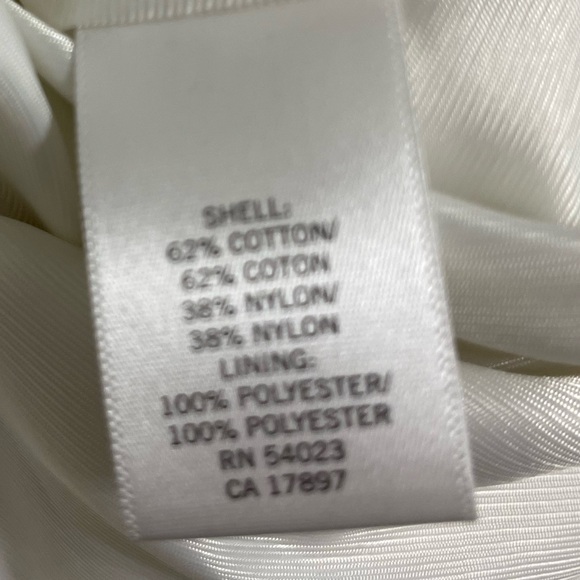 SHELL:
62% COTTON/
62% COTON
38% NYLON/
38% NYLON
LINING:
100% POLYESTER/
100% POLYESTER
RN 54023
CA 17897